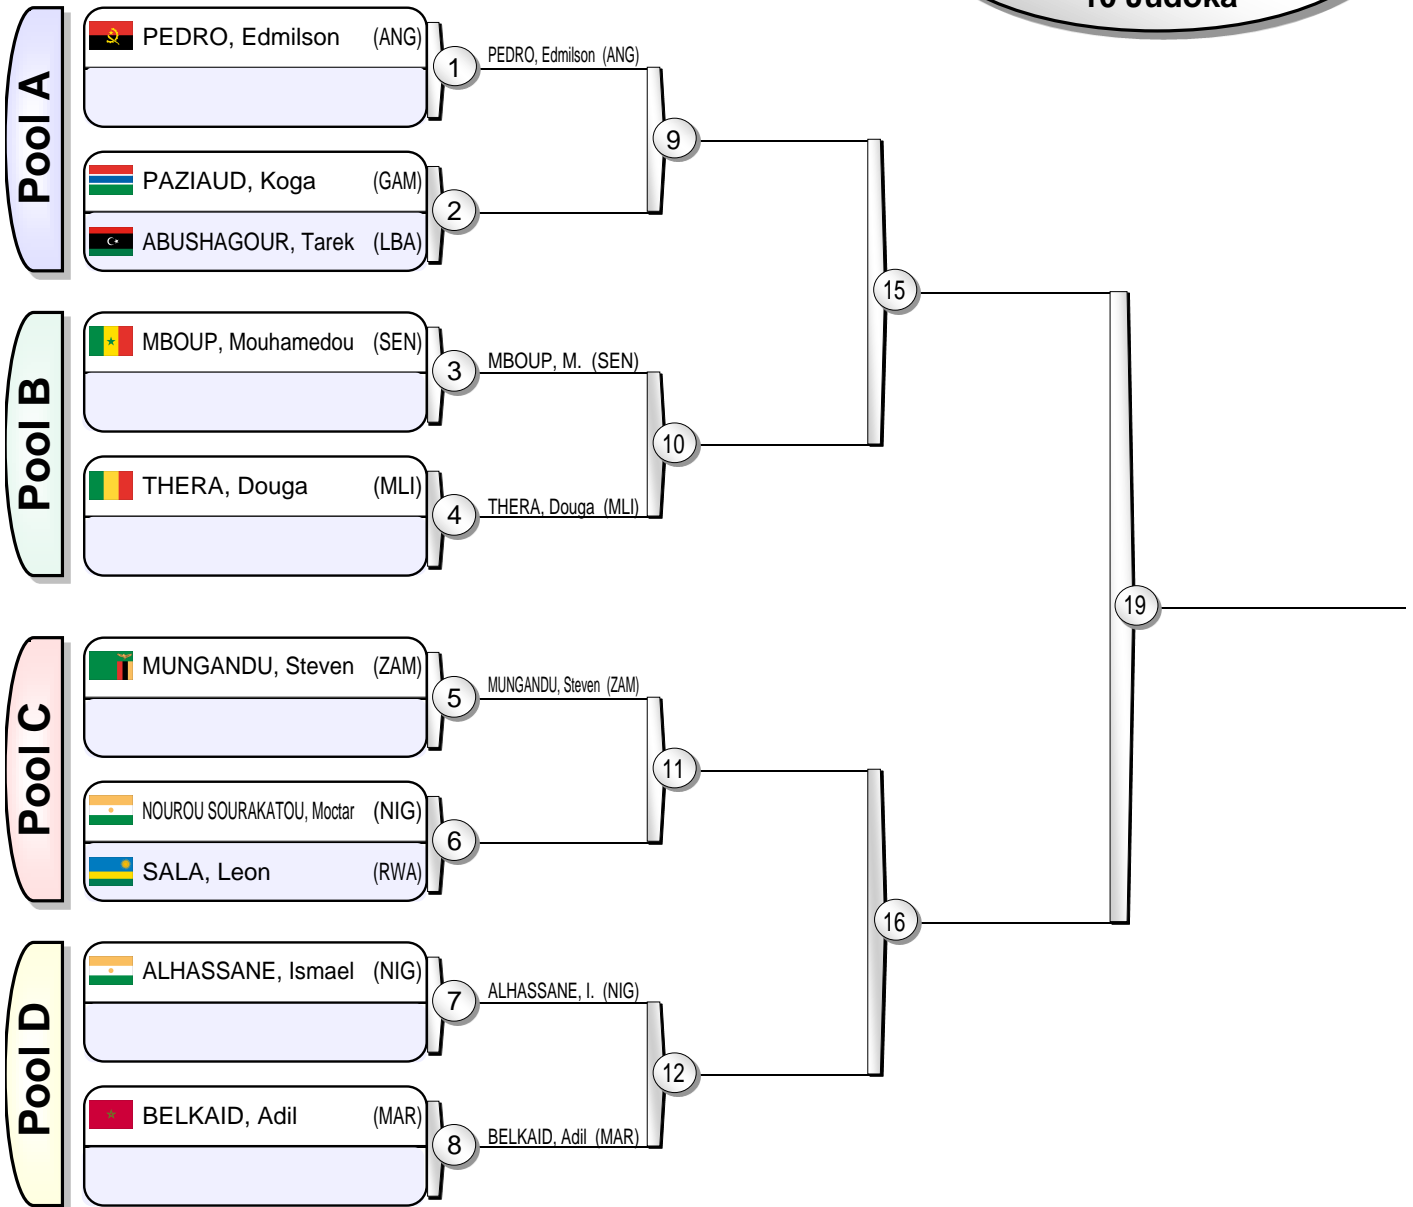 10 Judoka
Pool A
PEDRO, Edmilson (ANG)
1
PEDRO, Edmilson (ANG)
9
PAZIAUD, Koga (GAM)
2
ABUSHAGOUR, Tarek (LBA)
15
Pool B
MBOUP, Mouhamedou (SEN)
3
MBOUP, M. (SEN)
10
THERA, Douga (MLI)
4
THERA, Douga (MLI)
19
Pool C
MUNGANDU, Steven (ZAM)
5
MUNGANDU, Steven (ZAM)
11
NOUROU SOURAKATOU, Moctar (NIG)
6
SALA, Leon (RWA)
16
Pool D
ALHASSANE, Ismael (NIG)
7
ALHASSANE, I. (NIG)
12
BELKAID, Adil (MAR)
8
BELKAID, Adil (MAR)